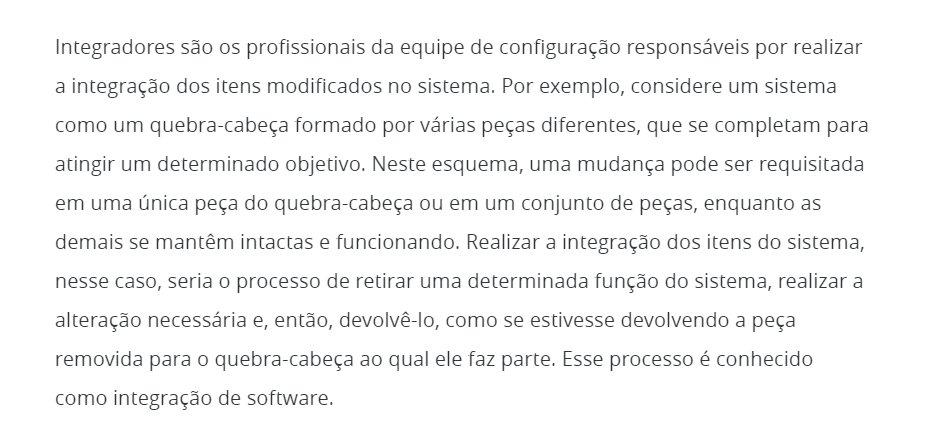 Integradores são os profissionais da equipe de configuração responsáveis por realizar
a integração dos itens modificados no sistema. Por exemplo, considere um sistema
como um quebra-cabeça formado por várias peças diferentes, que se completam para
atingir um determinado objetivo. Neste esquema, uma mudança pode ser requisitada
em uma única peça do quebra-cabeça ou em um conjunto de peças, enquanto as
demais se mantêm intactas e funcionando. Realizar a integração dos itens do sistema,
nesse caso, seria o processo de retirar uma determinada função do sistema, realizar a
alteração necessária e, então, devolvê-lo, como se estivesse devolvendo a peça
removida para o quebra-cabeça ao qual ele faz parte. Esse processo é conhecido
como integração de software.